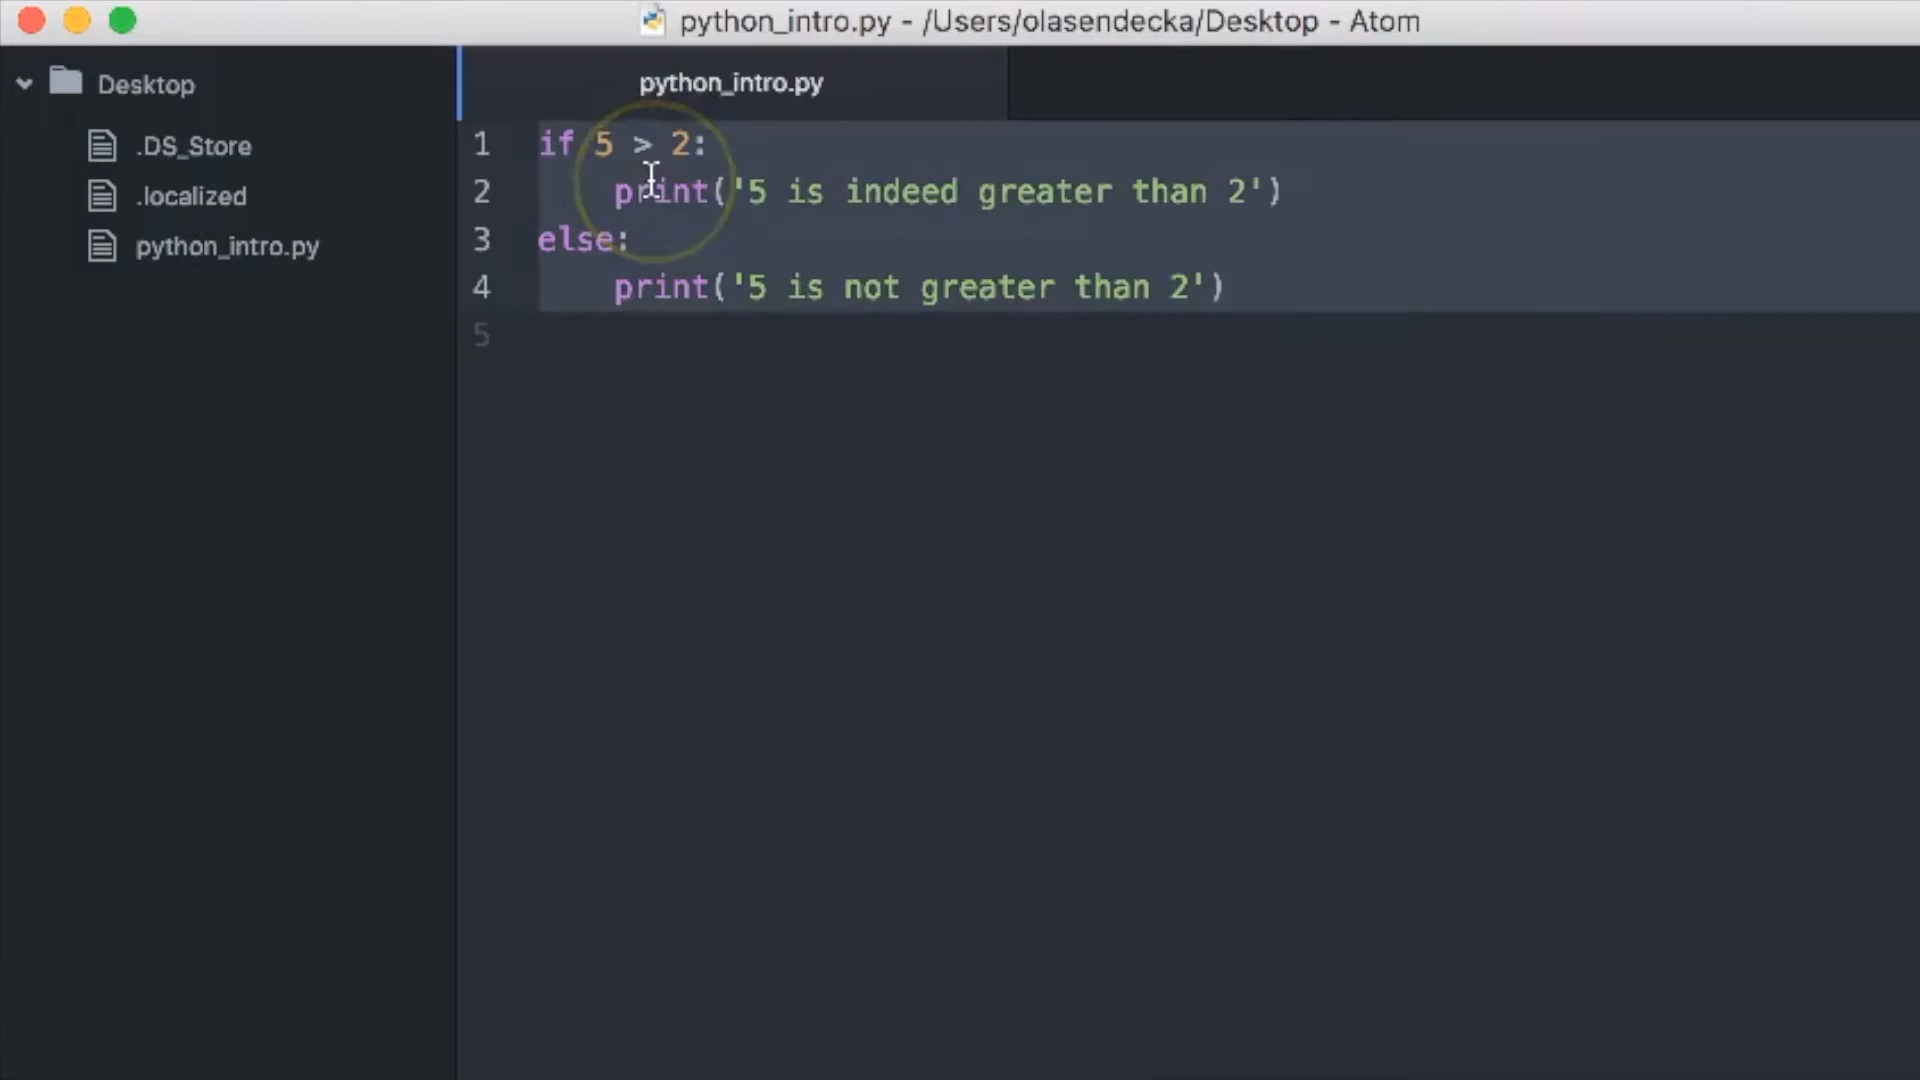 python_intro.py - /Users/olasendecka/Desktop - Atom
Desktop
.DS_Store
.localized
python_intro.py
python_intro.py
1 if 5 > 2:
2     print('5 is indeed greater than 2')
3 else:
4     print('5 is not greater than 2')
5